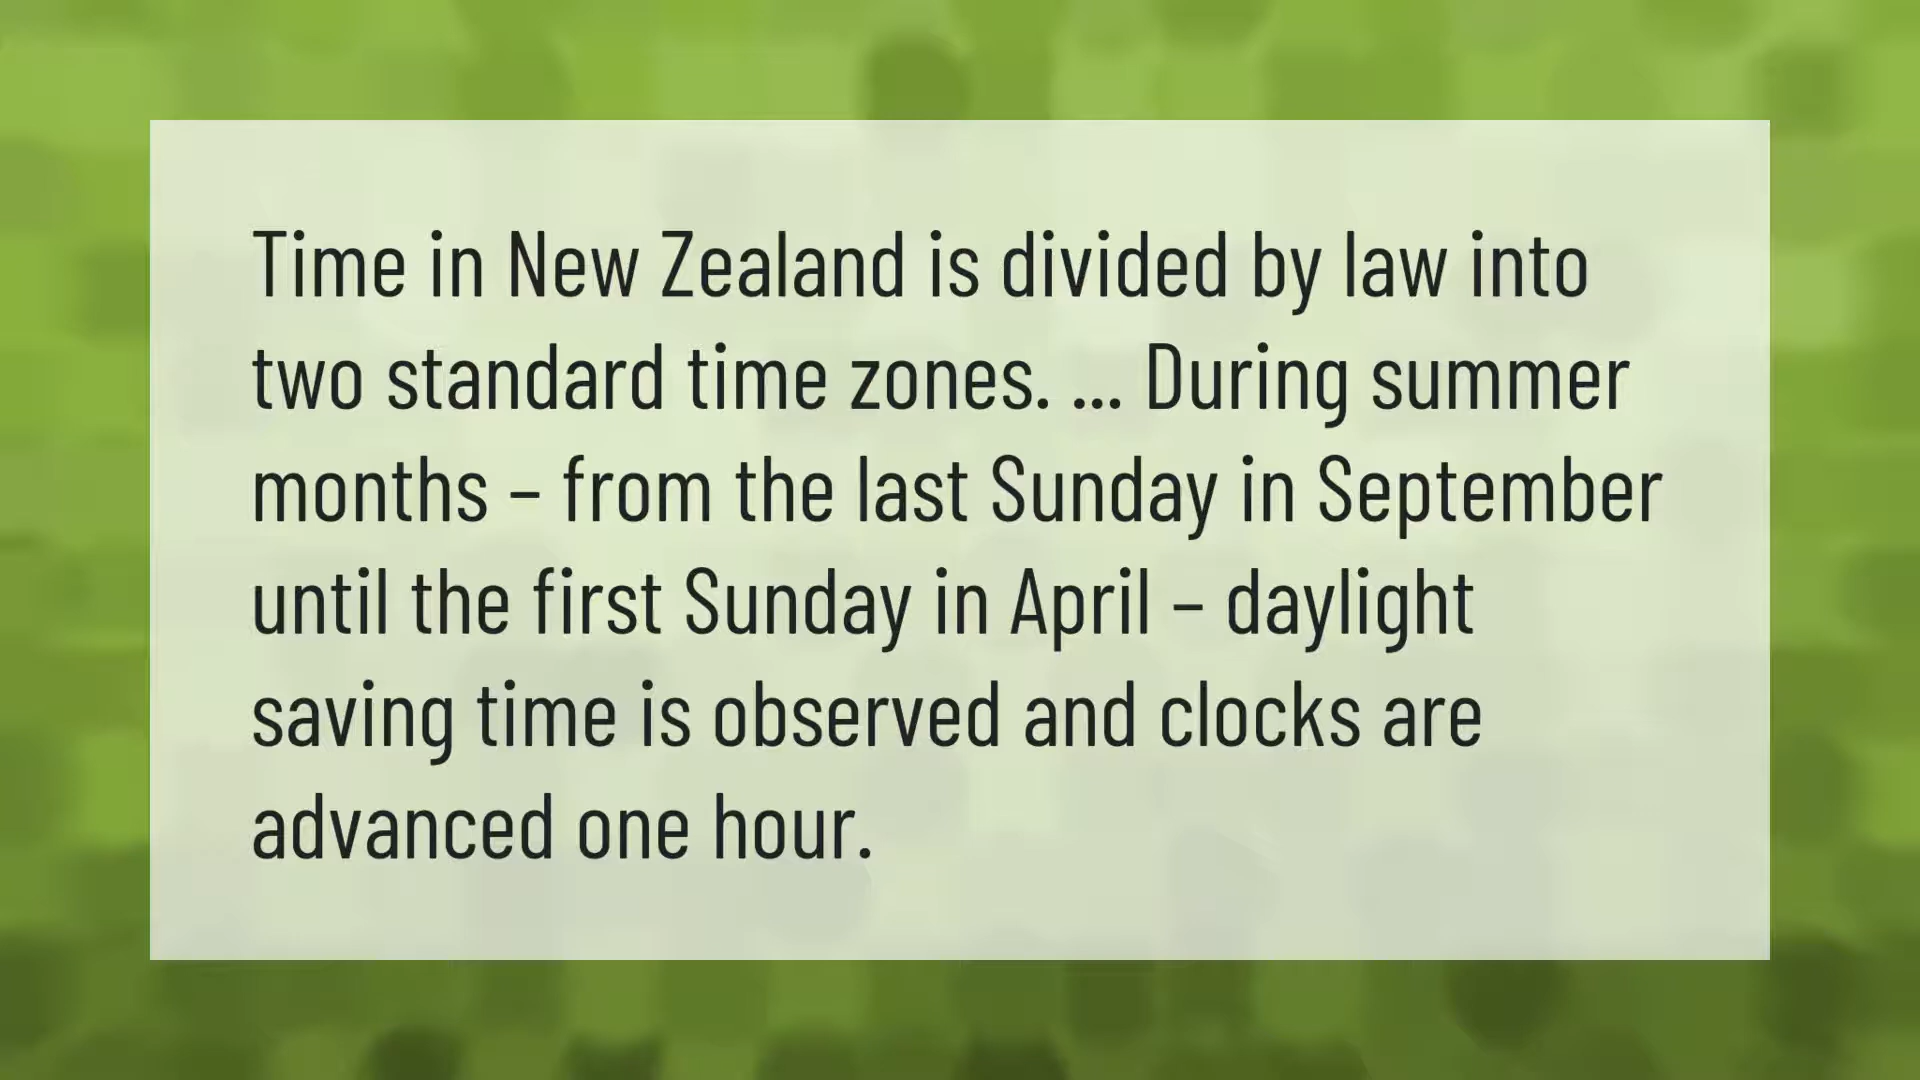 Time in New Zealand is divided by law into
two standard time zones. ... During summer
months – from the last Sunday in September
until the first Sunday in April – daylight
saving time is observed and clocks are
advanced one hour.